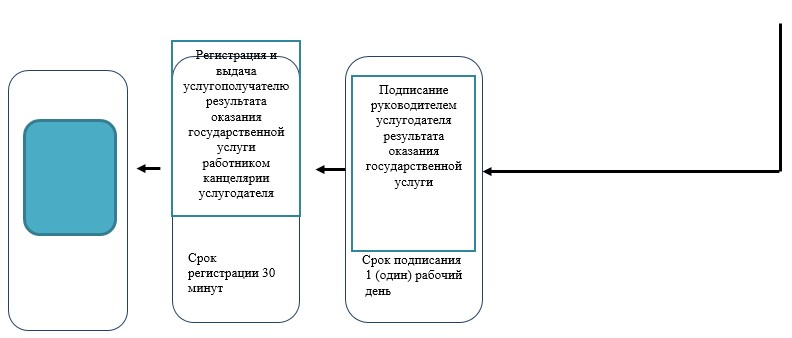 Регистрация и
выдача
услугополучателю
результата
оказания
государственной
услуги
работником
канцелярии
услугодателя
Срок
регистрации 30
минут
Подписание
руководителем
услугодателя
результата
оказания
государственной
услуги
Срок подписания
1 (один) рабочий
день